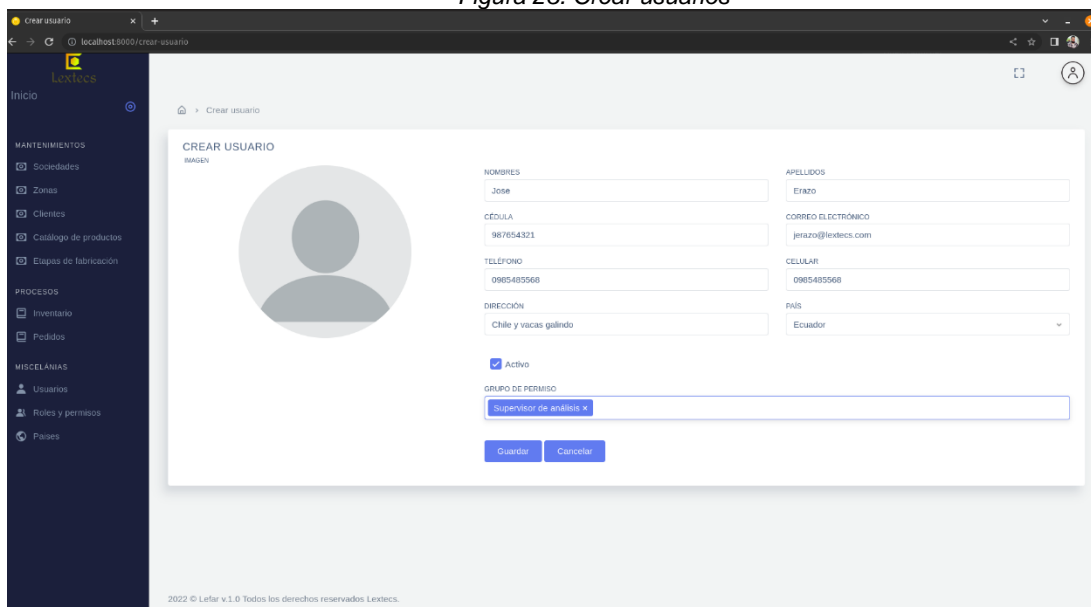 Figura 28. Crear usuarios
Crear usuario
localhost:8000/crear-usuario
Lextecs
Inicio
Crear usuario
MANTENIMIENTOS
Sociedades
Zonas
Clientes
Catálogo de productos
Etapas de fabricación
PROCESOS
Inventario
Pedidos
MISCELÁNIAS
Usuarios
Roles y permisos
Paises
CREAR USUARIO
IMAGEN
NOMBRES
Jose
APELLIDOS
Erazo
CÉDULA
987654321
CORREO ELECTRÓNICO
jerazo@lextecs.com
TELÉFONO
0985485568
CELULAR
0985485568
DIRECCIÓN
Chile y vacas galindo
PAÍS
Ecuador
Activo
GRUPO DE PERMISO
Supervisor de análisis ×
Guardar
Cancelar
2022 © Lefar v.1.0 Todos los derechos reservados Lextecs.